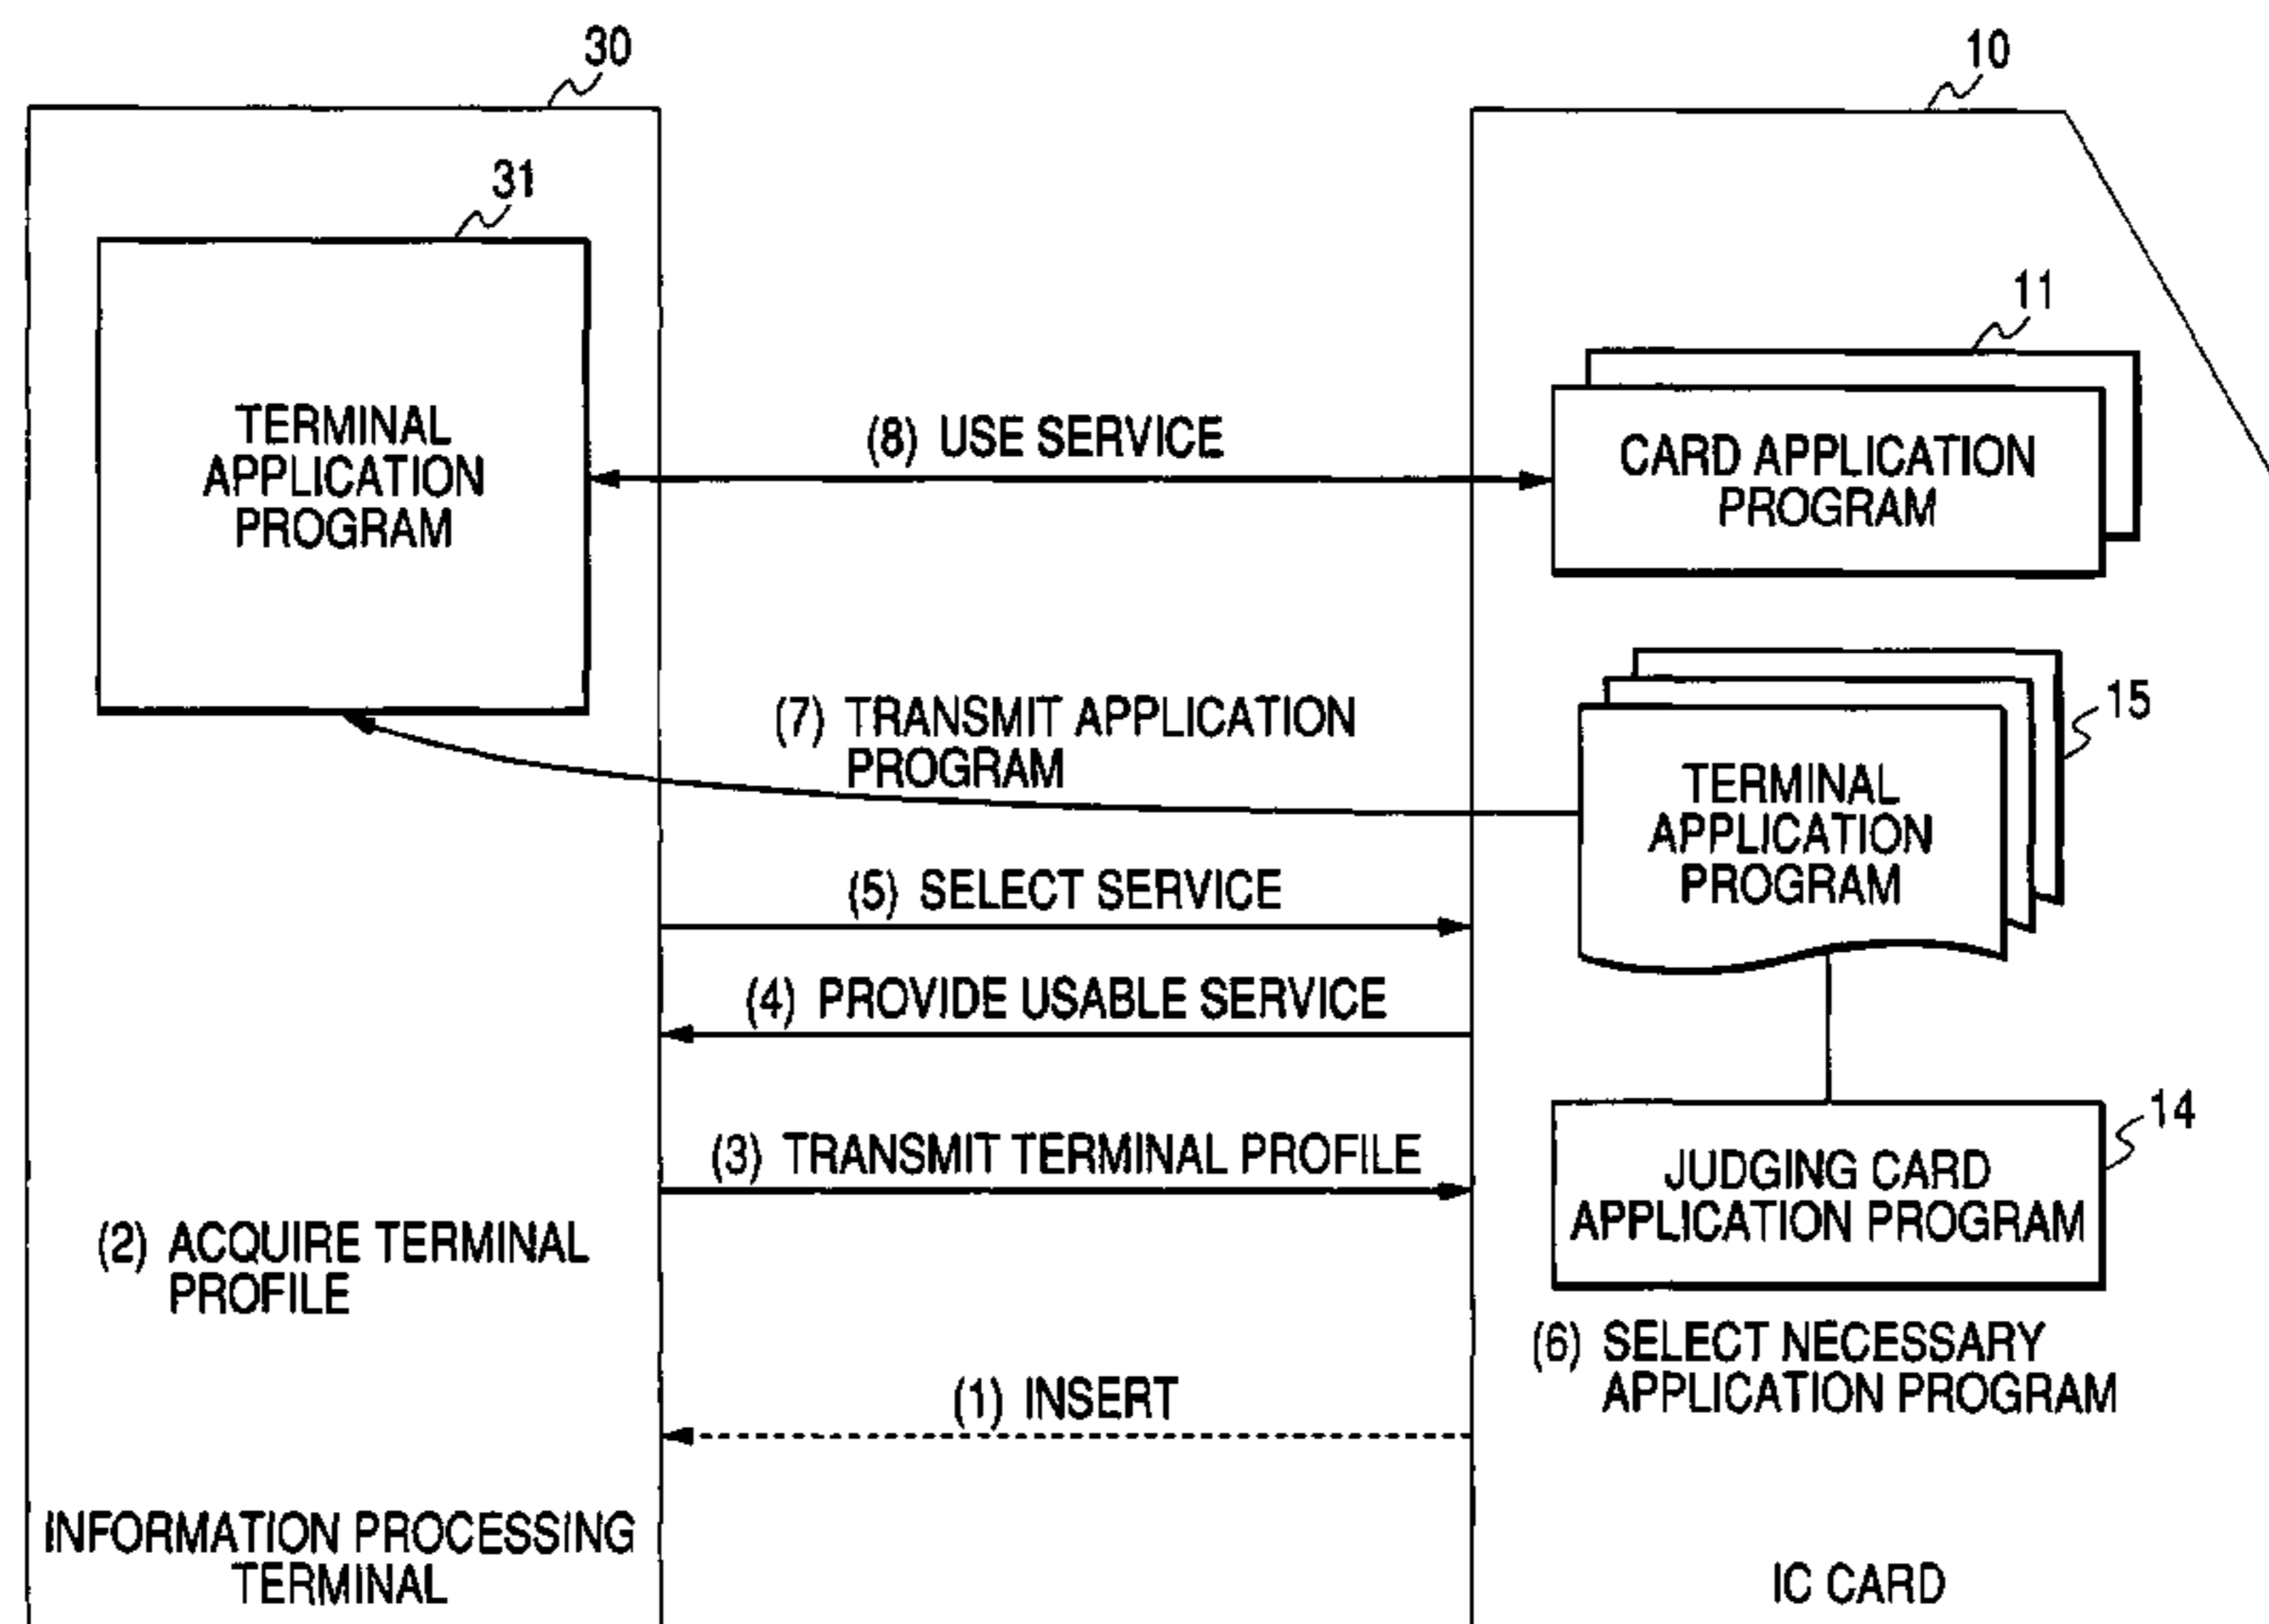 30
10
31
11
TERMINAL
APPLICATION
PROGRAM
(8) USE SERVICE
CARD APPLICATION
PROGRAM
15
(7) TRANSMIT APPLICATION
PROGRAM
TERMINAL
APPLICATION
PROGRAM
(5) SELECT SERVICE
(4) PROVIDE USABLE SERVICE
14
(3) TRANSMIT TERMINAL PROFILE
JUDGING CARD
APPLICATION PROGRAM
(2) ACQUIRE TERMINAL
PROFILE
(6) SELECT NECESSARY
APPLICATION PROGRAM
(1) INSERT
INFORMATION PROCESSING
TERMINAL
IC CARD